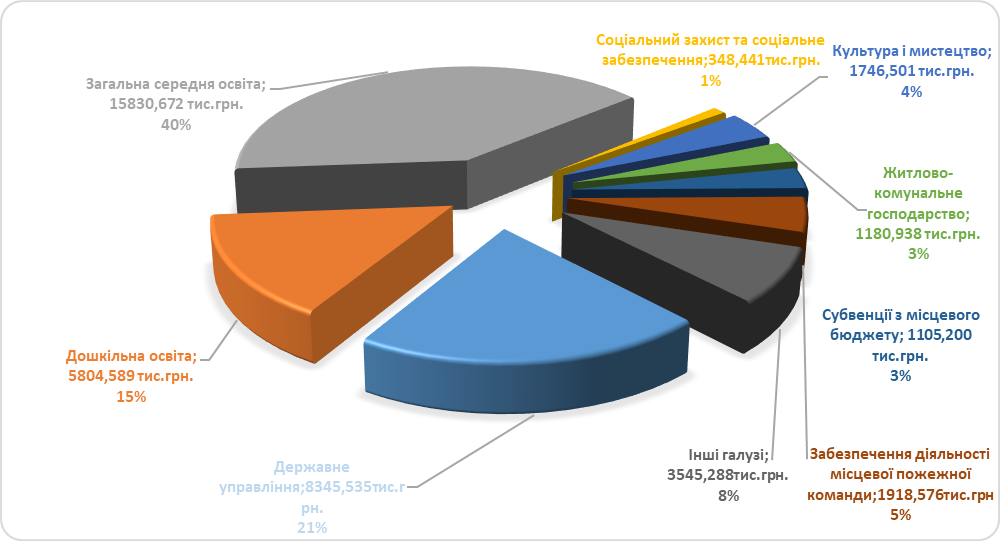 Соціальний захист та соціальне
забезпечення;348,441тис.грн.
1%
Культура і мистецтво;
1746,501 тис.грн.
4%
Загальна середня освіта;
15830,672 тис.грн.
40%
Житлово-
комунальне
господарство;
1180,938 тис.грн.
3%
Субвенції з місцевого
бюджету; 1105,200
тис.грн.
3%
Дошкільна освіта;
5804,589 тис.грн.
15%
Державне
управління;8345,535тис.г
рн.
21%
Інші галузі;
3545,288тис.грн.
8%
Забезпечення діяльності
місцевої пожежної
команди;1918,576тис.грн
5%